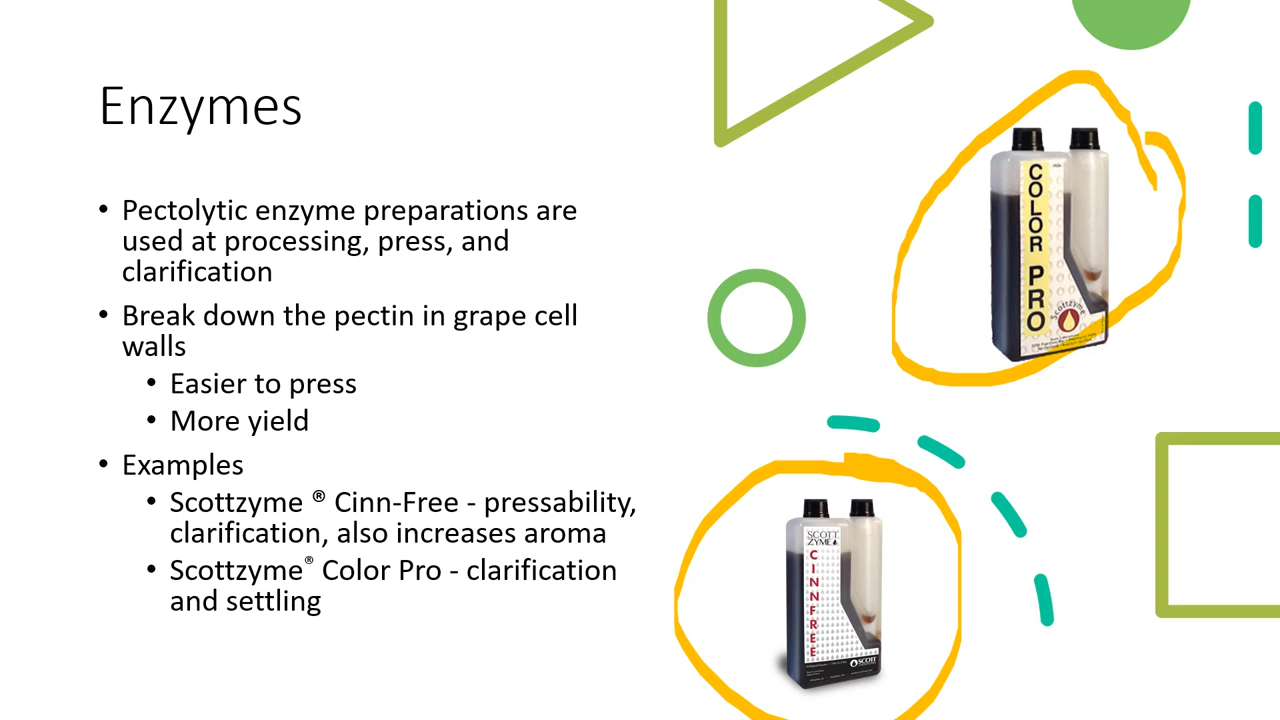 Enzymes
• Pectolytic enzyme preparations are
used at processing, press, and
clarification
• Break down the pectin in grape cell
walls
• Easier to press
• More yield
• Examples
• Scottzyme ® Cinn-Free - pressability,
clarification, also increases aroma
• Scottzyme® Color Pro - clarification
and settling
COLOR PRO
Scottzyme
SCOTT
ZYME
CINNFREE
SCOTT